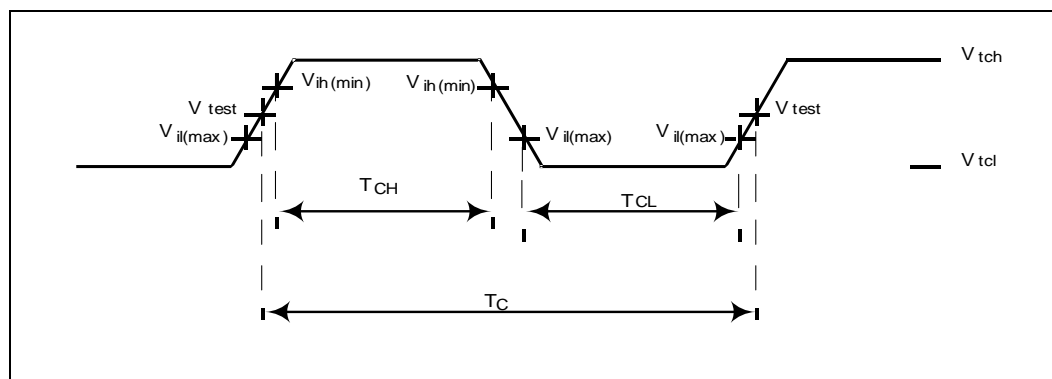 V tch
V ih (min)
V ih (min)
V test
V test
V il(max)
V il(max)
V il(max)
V tcl
T CH
T CL
T C